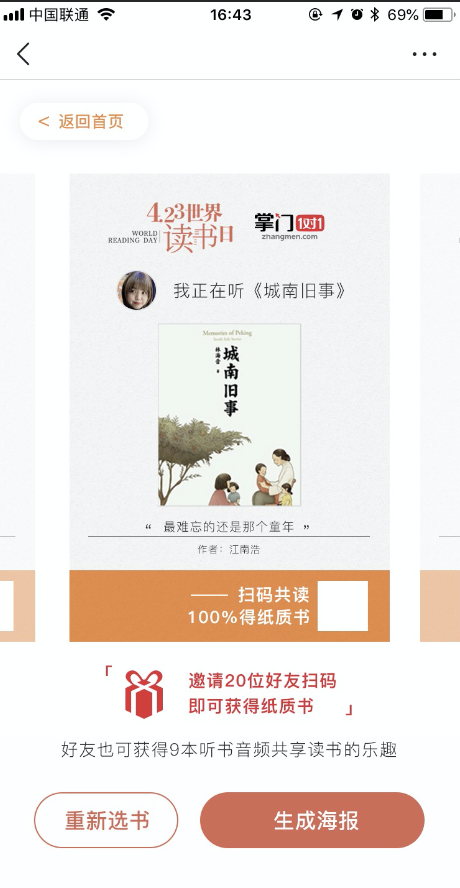 中国联通
16:43
69%
< 返回首页
4.23世界
读书日
WORLD
READING DAY
掌门1对1
zhangmen.com
我正在听《城南旧事》
Memories of Peking
城南旧事
林海音 著
“ 最难忘的还是那个童年 ”
作者：江南浩
—— 扫码共读
100%得纸质书
「 邀请20位好友扫码
即可获得纸质书 」
好友也可获得9本听书音频共享读书的乐趣
重新选书
生成海报